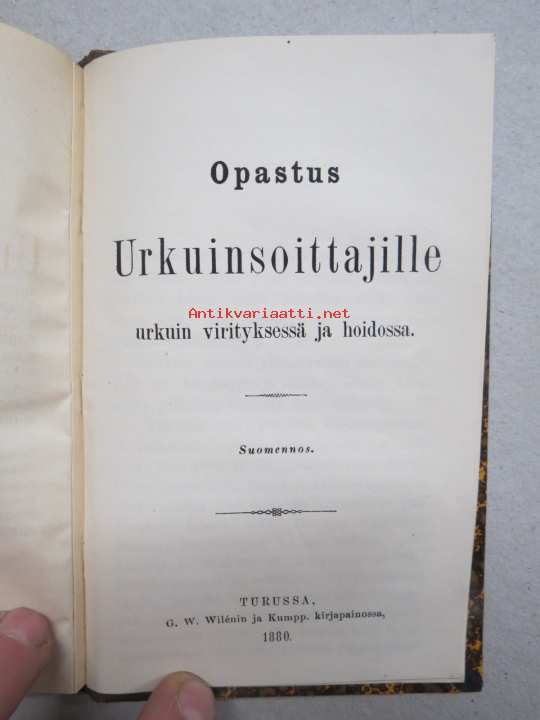 Opastus
Urkuinsoittajille
Antikvariaatti.net
urkuin virityksessä ja hoidossa.
Suomennos.
TURUSSA,
G. W. Wilénin ja Kumpp. kirjapainossa,
1880.